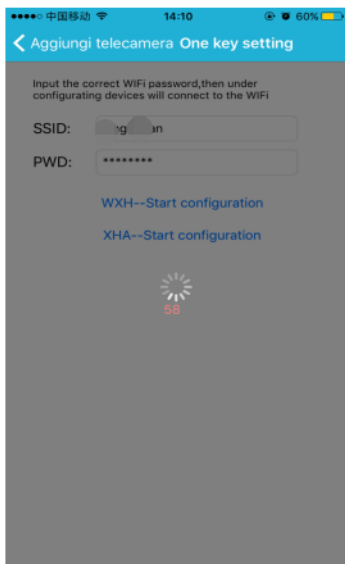 中国移动 14:10 60%
Aggiungi telecamera One key setting
Input the correct WIFi password,then under
configurating devices will connect to the WIFi
SSID:
PWD: ********
WXH--Start configuration
XHA--Start configuration
58